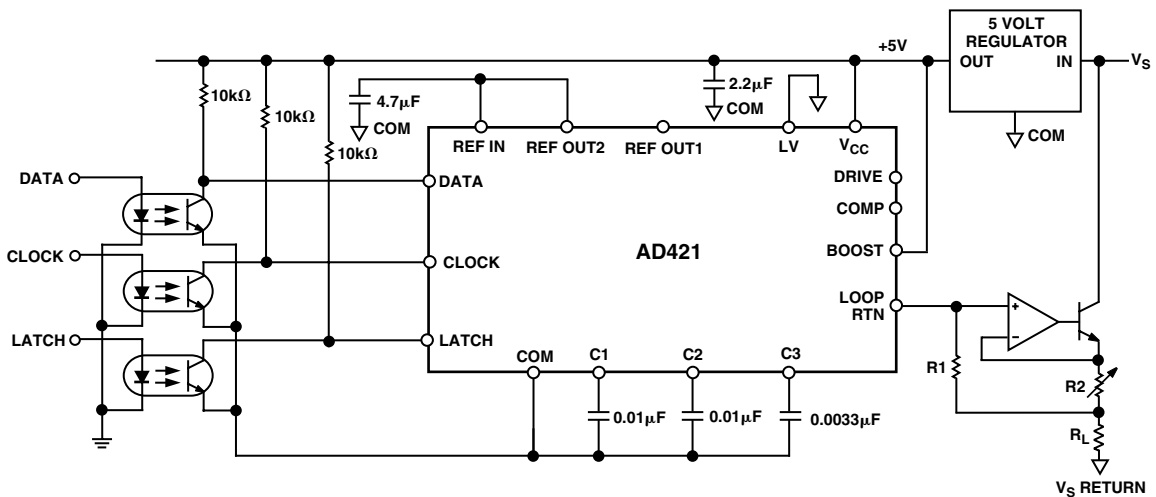 5 VOLT
REGULATOR
OUT IN
+5V
V_S
COM
10kΩ
10kΩ
10kΩ
4.7μF
COM
2.2μF
COM
REF IN
REF OUT2
REF OUT1
LV
V_CC
DATA
CLOCK
LATCH
DATA
CLOCK
LATCH
AD421
DRIVE
COMP
BOOST
LOOP
RTN
COM
C1
C2
C3
0.01μF
0.01μF
0.0033μF
+
−
R1
R2
R_L
V_S RETURN